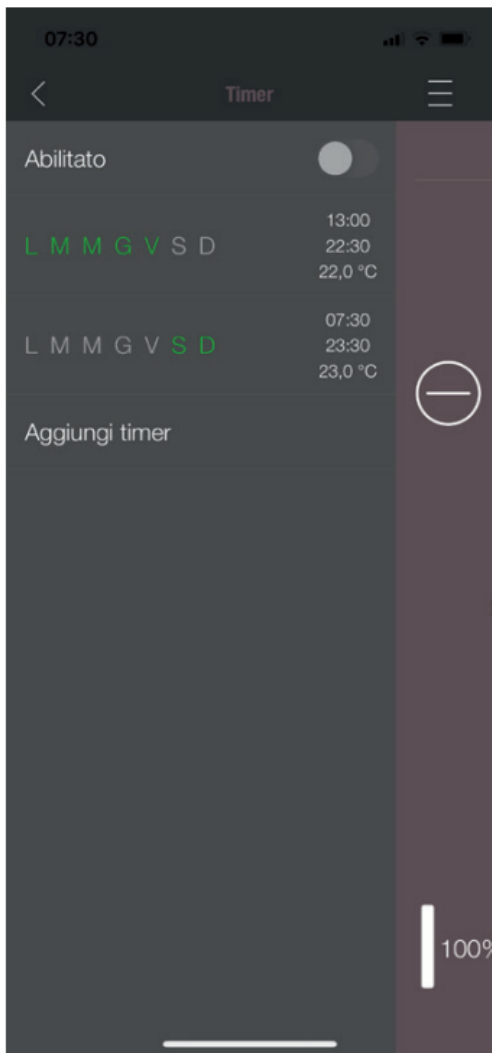 07:30
Timer
Abilitato
L M M G V S D
13:00
22:30
22,0 °C
L M M G V S D
07:30
23:30
23,0 °C
Aggiungi timer
100%